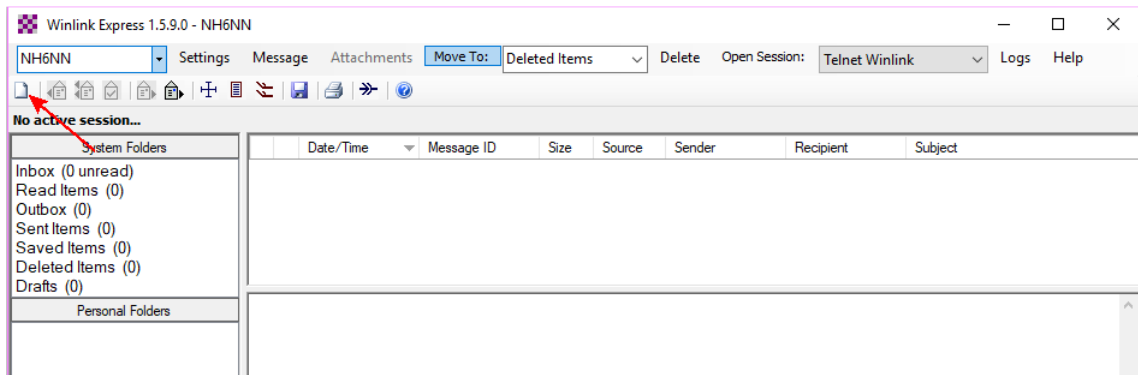 Winlink Express 1.5.9.0 - NH6NN
NH6NN Settings Message Attachments Move To: Deleted Items Delete Open Session: Telnet Winlink Logs Help
No active session...
System Folders Date/Time Message ID Size Source Sender Recipient Subject
Inbox (0 unread)
Read Items (0)
Outbox (0)
Sent Items (0)
Saved Items (0)
Deleted Items (0)
Drafts (0)
Personal Folders